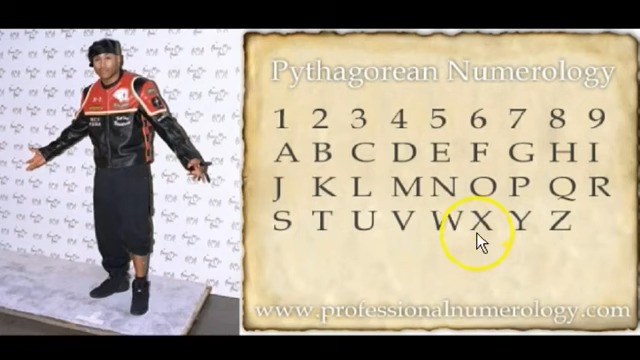 Pythagorean Numerology
1 2 3 4 5 6 7 8 9
A B C D E F G H I
J K L M N O P Q R
S T U V W X Y Z
www.professionalnumerology.com